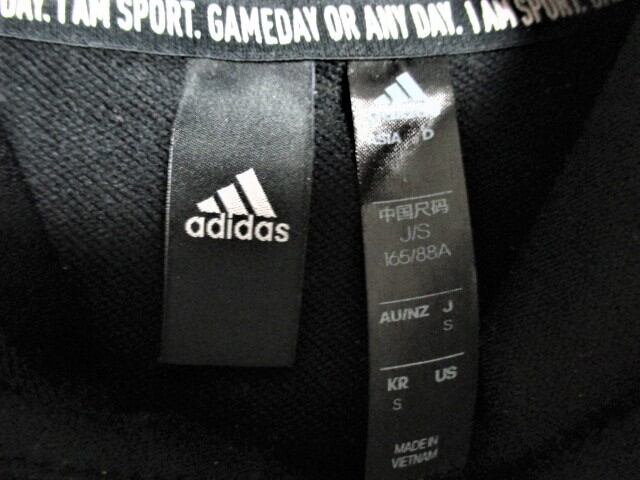 DAY. I AM SPORT. GAMEDAY OR ANY DAY. I AM SPORT.
adidas
中国尺码
J/S
165/88A
AU/NZ J
S
KR US
S
MADE IN
VIETNAM